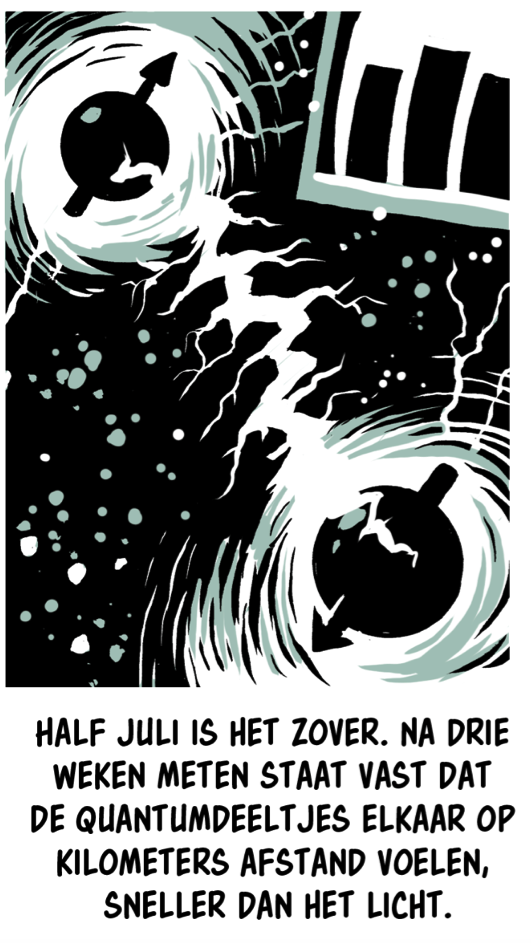 HALF JULI IS HET ZOVER. NA DRIE
WEKEN METEN STAAT VAST DAT
DE QUANTUMDEELTJES ELKAAR OP
KILOMETERS AFSTAND VOELEN,
SNELLER DAN HET LICHT.